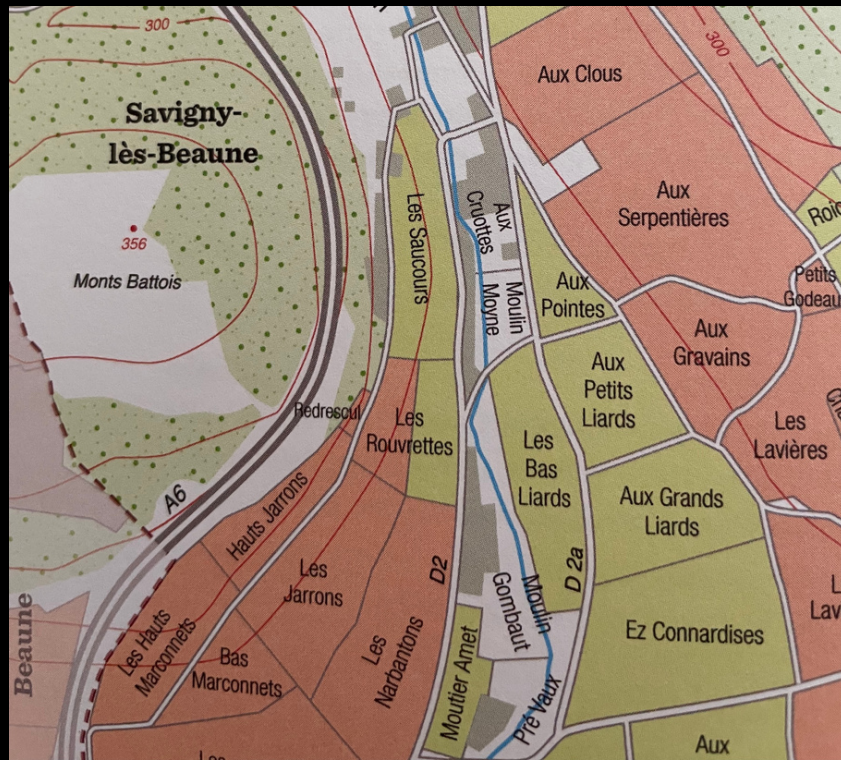 300
300
Savigny-
lès-Beaune
356
Monts Battois
A6
Beaune
Aux Clous
Aux
Serpentières
Les Saucours
Aux
Cruottes
Moulin
Moyne
Aux
Pointes
Petits
Godeau
Aux
Gravains
Aux
Petits
Liards
Redrescul
Les
Rouvrettes
Les
Bas
Liards
Les
Lavières
Aux Grands
Liards
Hauts Jarrons
Les
Jarrons
D2
D 2a
Moulin
Gombaut
Ez Connardises
Les Hauts
Marconnets
Bas
Marconnets
Les
Narbantons
Moutier Amet
Pré Vaux
Aux